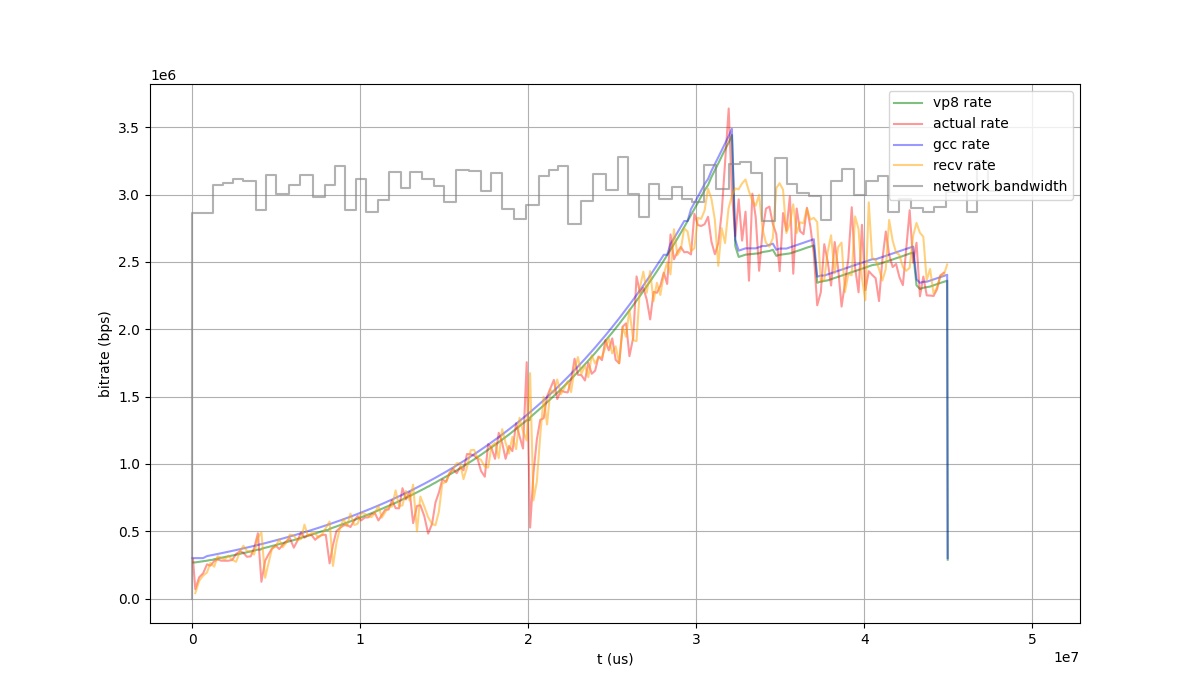 1e6
3.5
3.0
2.5
2.0
1.5
1.0
0.5
0.0
bitrate (bps)
vp8 rate
actual rate
gcc rate
recv rate
network bandwidth
0 1 2 3 4 5
t (us)
1e7